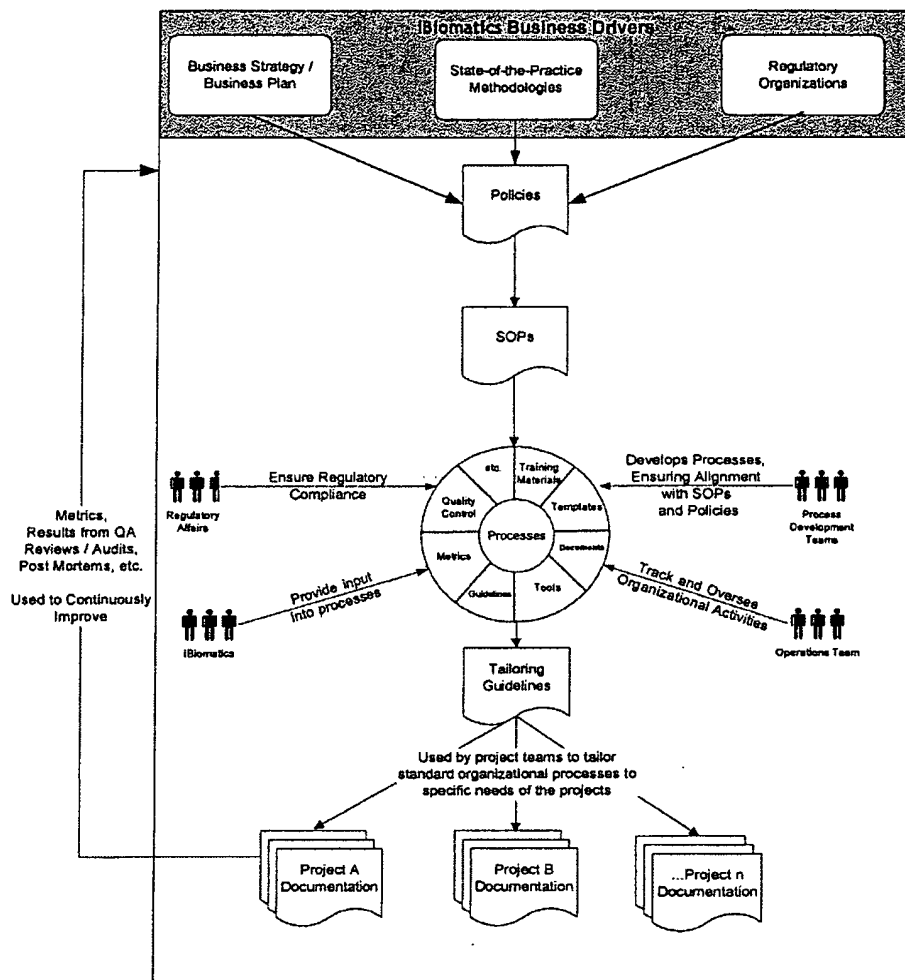 iBiomatics Business Drivers
Business Strategy /
Business Plan
State-of-the-Practice
Methodologies
Regulatory
Organizations
Policies
SOPs
etc.
Training
Materials
Templates
Documents
Tools
Guidelines
Metrics
Quality
Control
Processes
Ensure Regulatory
Compliance
Regulatory
Affairs
Provide input
into processes
iBiomatics
Develops Processes,
Ensuring Alignment
with SOPs
and Policies
Process
Development
Teams
Track and Oversee
Organizational Activities
Operations Team
Metrics,
Results from QA
Reviews / Audits,
Post Mortems, etc.
Used to Continuously
Improve
Tailoring
Guidelines
Used by project teams to tailor
standard organizational processes to
specific needs of the projects
Project A
Documentation
Project B
Documentation
...Project n
Documentation